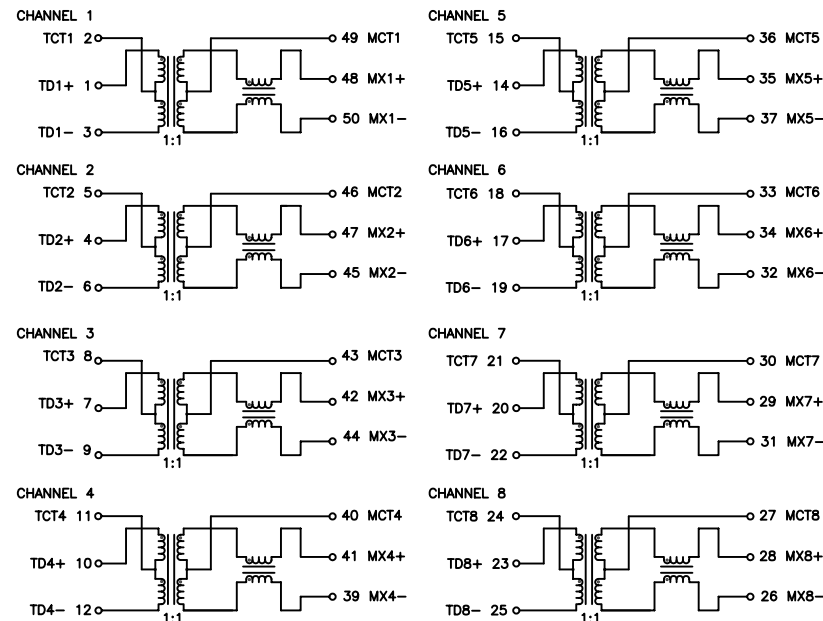 CHANNEL 1
TCT1 2
49 MCT1
TD1+ 1
48 MX1+
TD1- 3
50 MX1-
1:1
CHANNEL 2
TCT2 5
46 MCT2
TD2+ 4
47 MX2+
TD2- 6
45 MX2-
1:1
CHANNEL 3
TCT3 8
43 MCT3
TD3+ 7
42 MX3+
TD3- 9
44 MX3-
1:1
CHANNEL 4
TCT4 11
40 MCT4
TD4+ 10
41 MX4+
TD4- 12
39 MX4-
1:1
CHANNEL 5
TCT5 15
36 MCT5
TD5+ 14
35 MX5+
TD5- 16
37 MX5-
1:1
CHANNEL 6
TCT6 18
33 MCT6
TD6+ 17
34 MX6+
TD6- 19
32 MX6-
1:1
CHANNEL 7
TCT7 21
30 MCT7
TD7+ 20
29 MX7+
TD7- 22
31 MX7-
1:1
CHANNEL 8
TCT8 24
27 MCT8
TD8+ 23
28 MX8+
TD8- 25
26 MX8-
1:1